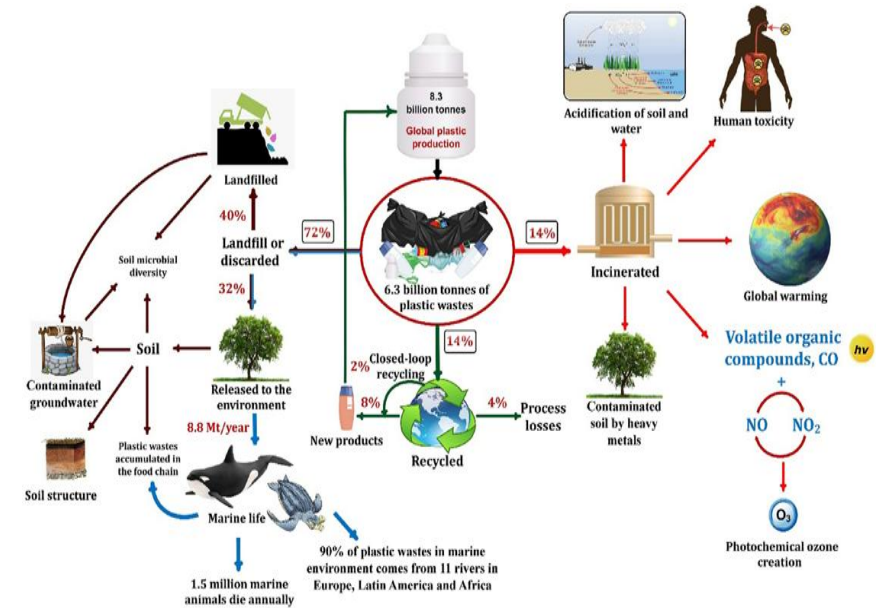 8.3
billion tonnes
Global plastic
production
Acidification of soil and
water
Human toxicity
Landfilled
40%
Landfill or
discarded
72%
14%
Soil microbial
diversity
32%
6.3 billion tonnes of
plastic wastes
Incinerated
Global warming
Contaminated
groundwater
Soil
Released to the
environment
14%
2%
Closed-loop
recycling
8%
4%
Process
losses
New products
Recycled
Contaminated
soil by heavy
metals
Volatile organic
compounds, CO
hv
+
NO
NO₂
8.8 Mt/year
Plastic wastes
accumulated in
the food chain
Soil structure
Marine life
O₃
Photochemical ozone
creation
90% of plastic wastes in marine
environment comes from 11 rivers in
Europe, Latin America and Africa
1.5 million marine
animals die annually